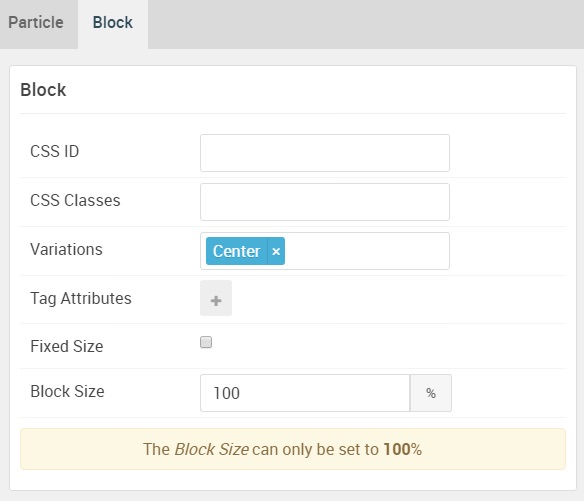 Particle Block
Block
CSS ID
CSS Classes
Variations Center ×
Tag Attributes +
Fixed Size
Block Size 100 %
The Block Size can only be set to 100%